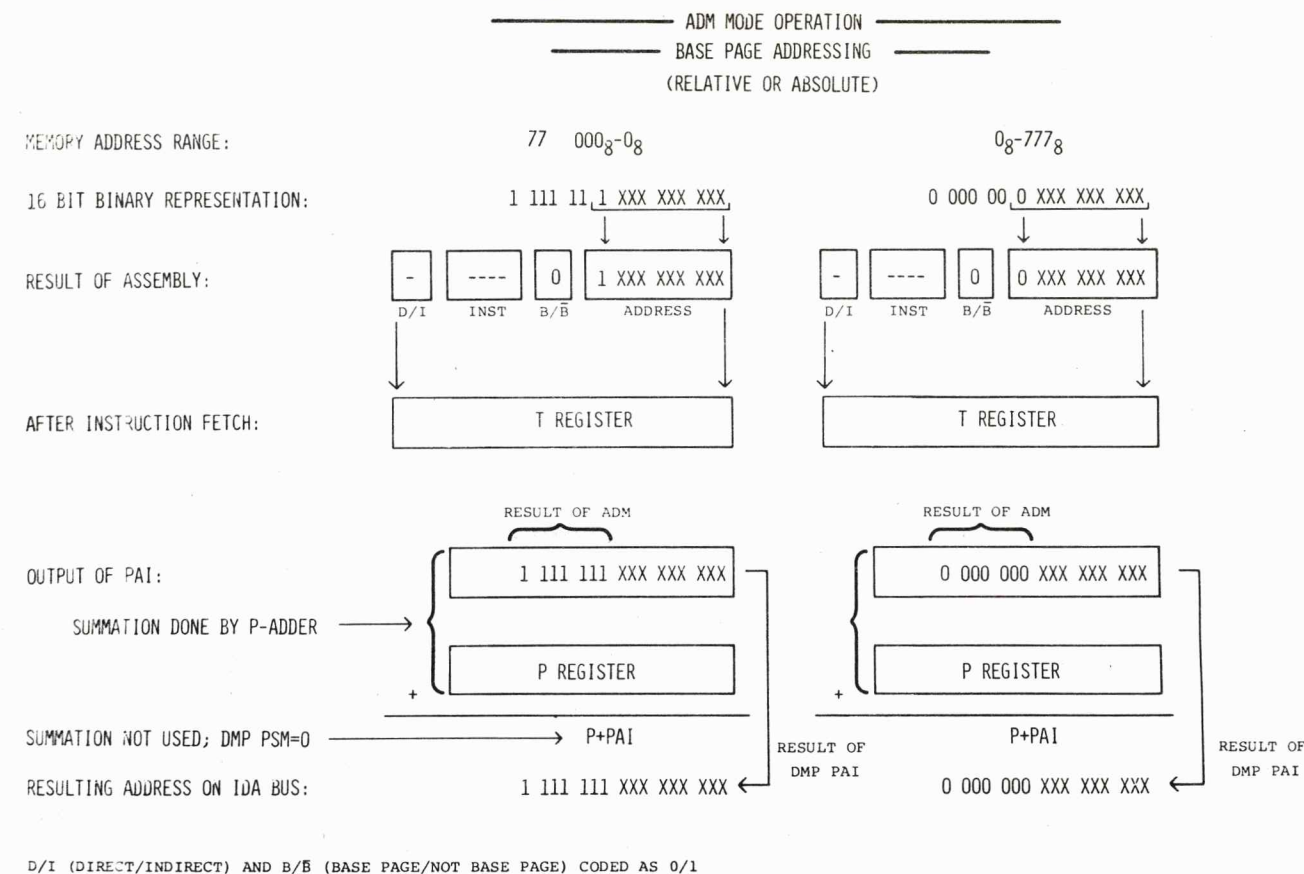 ADM MODE OPERATION
BASE PAGE ADDRESSING
(RELATIVE OR ABSOLUTE)
MEMORY ADDRESS RANGE: 77 000₈-0₈ 0₈-777₈
16 BIT BINARY REPRESENTATION: 1 111 11 1 XXX XXX XXX 0 000 00 0 XXX XXX XXX
RESULT OF ASSEMBLY: - ---- 0 1 XXX XXX XXX - ---- 0 0 XXX XXX XXX
D/I INST B/B̅ ADDRESS D/I INST B/B̅ ADDRESS
AFTER INSTRUCTION FETCH: T REGISTER T REGISTER
RESULT OF ADM RESULT OF ADM
OUTPUT OF PAI: 1 111 111 XXX XXX XXX 0 000 000 XXX XXX XXX
SUMMATION DONE BY P-ADDER
P REGISTER P REGISTER
+ +
SUMMATION NOT USED; DMP PSM=0 P+PAI P+PAI
RESULT OF RESULT OF
DMP PAI DMP PAI
RESULTING ADDRESS ON IDA BUS: 1 111 111 XXX XXX XXX 0 000 000 XXX XXX XXX
D/I (DIRECT/INDIRECT) AND B/B̅ (BASE PAGE/NOT BASE PAGE) CODED AS 0/1